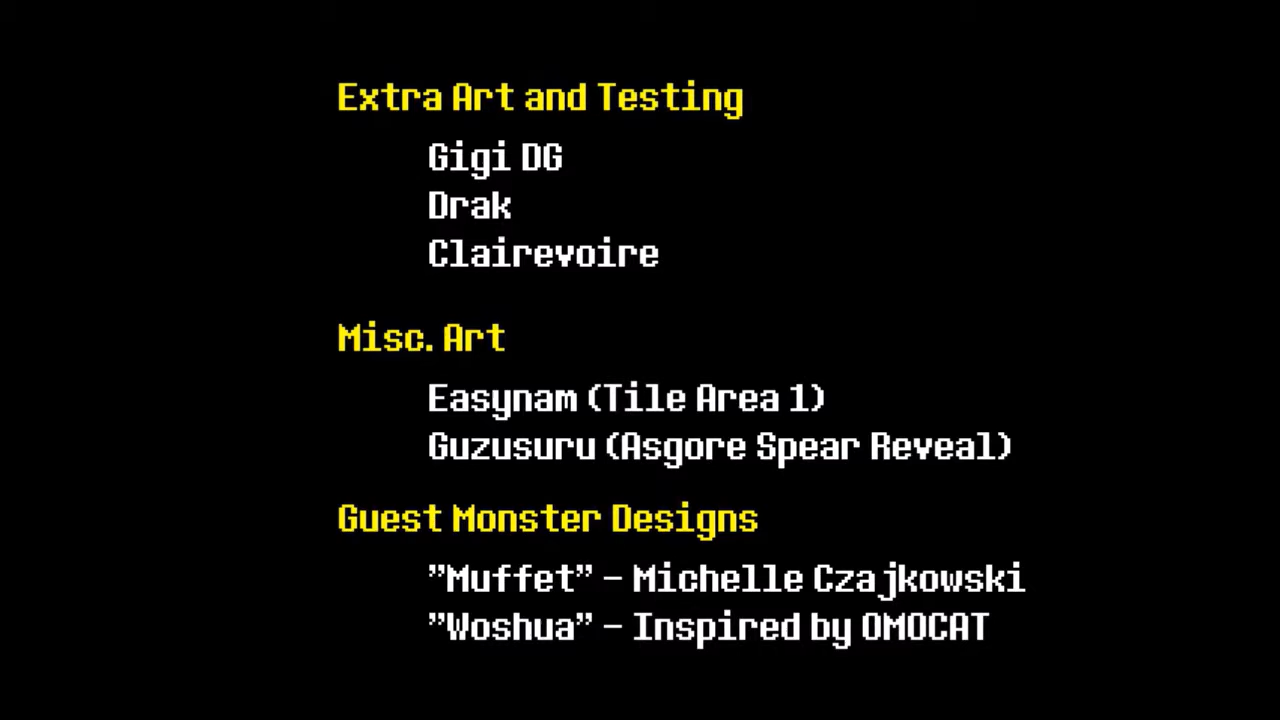 Extra Art and Testing
Gigi DG
Drak
Clairevoire
Misc. Art
Easynam (Tile Area 1)
Guzusuru (Asgore Spear Reveal)
Guest Monster Designs
”Muffet” – Michelle Czajkowski
”Woshua” – Inspired by OMOCAT